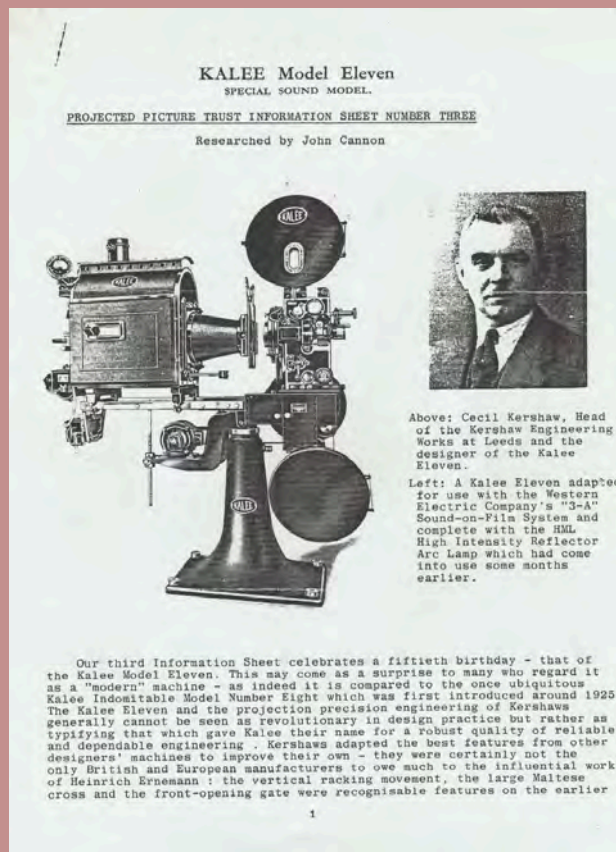 KALEE Model Eleven
SPECIAL SOUND MODEL.
PROJECTED PICTURE TRUST INFORMATION SHEET NUMBER THREE
Researched by John Cannon
KALEE
KALEE
KALEE
Above: Cecil Kershaw, Head
of the Kershaw Engineering
Works at Leeds and the
designer of the Kalee
Eleven.
Left: A Kalee Eleven adapted
for use with the Western
Electric Company's "3-A"
Sound-on-Film System and
complete with the HML
High Intensity Reflector
Arc Lamp which had come
into use some months
earlier.
Our third Information Sheet celebrates a fiftieth birthday - that of
the Kalee Model Eleven. This may come as a surprise to many who regard it
as a "modern" machine - as indeed it is compared to the once ubiquitous
Kalee Indomitable Model Number Eight which was first introduced around 1925
The Kalee Eleven and the projection precision engineering of Kershaws
generally cannot be seen as revolutionary in design practice but rather as
typifying that which gave Kalee their name for a robust quality of reliable
and dependable engineering . Kershaws adapted the best features from other
designers' machines to improve their own - they were certainly not the
only British and European manufacturers to owe much to the influential work
of Heinrich Ernemann : the vertical racking movement, the large Maltese
cross and the front-opening gate were recognisable features on the earlier
1